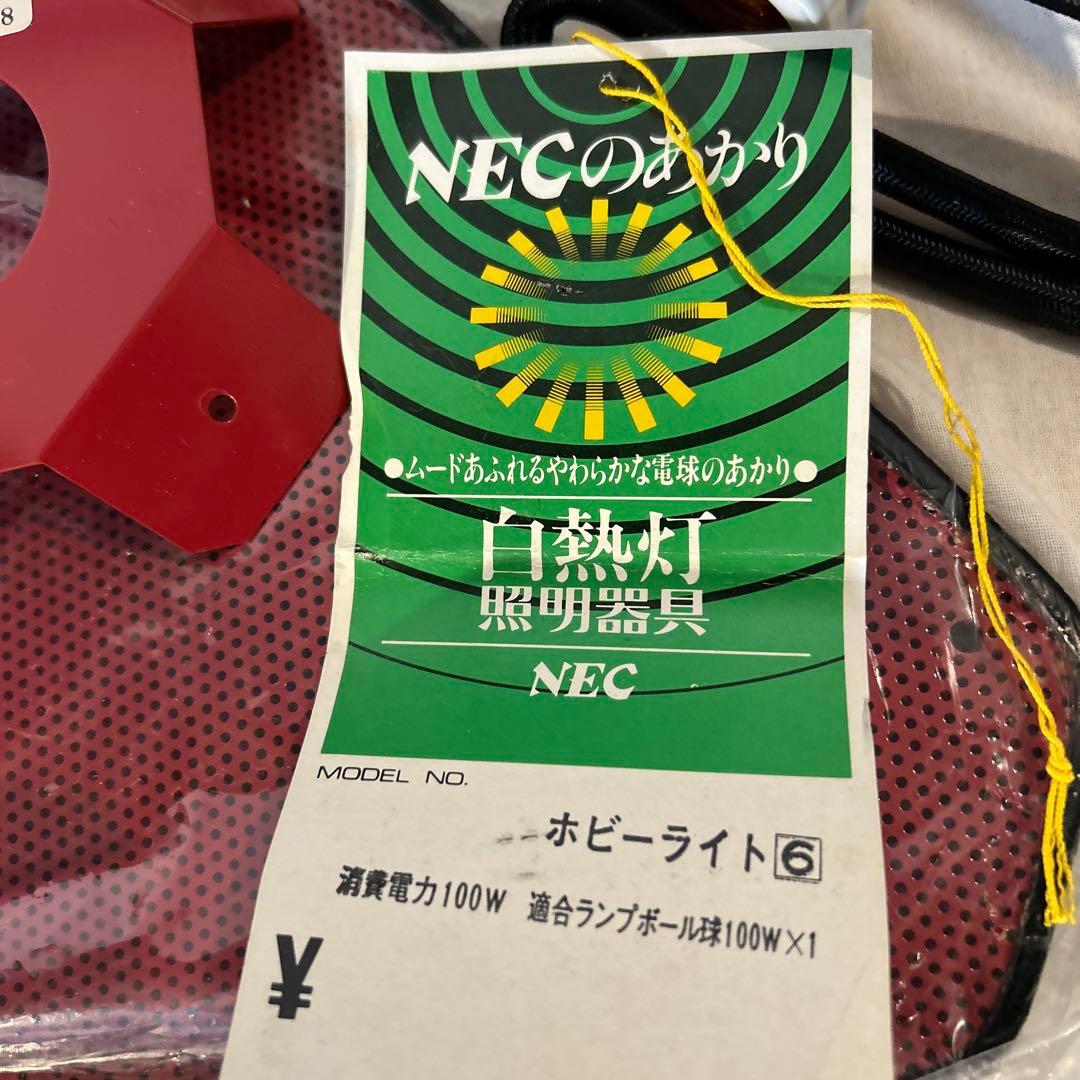 8
NECのあかり
●ムードあふれるやわらかな電球のあかり●
白熱灯
照明器具
NEC
MODEL NO.
ホビーライト6
消費電力100W 適合ランプボール球100W×1
¥